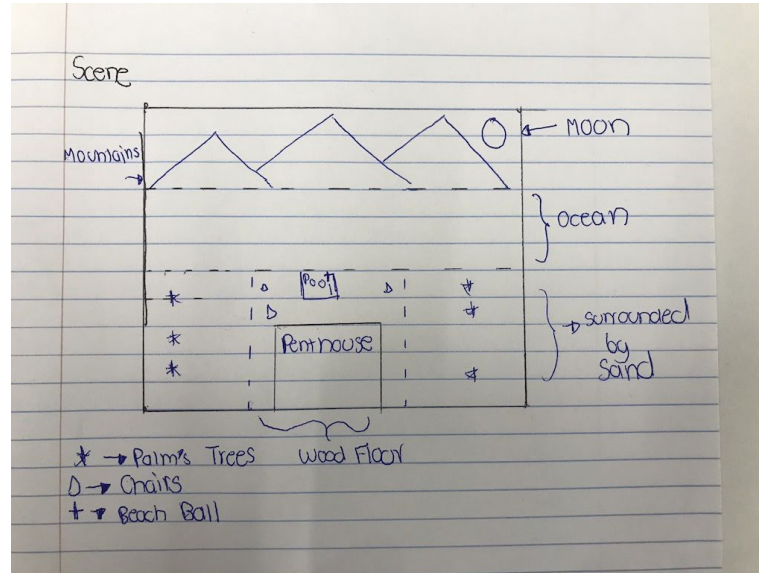 Scene
← Moon
Mountains
Ocean
Pool
Penthouse
→ surrounded
by
Sand
Wood Floor
* → Palm's Trees
D → Chairs
+ → Beach Ball